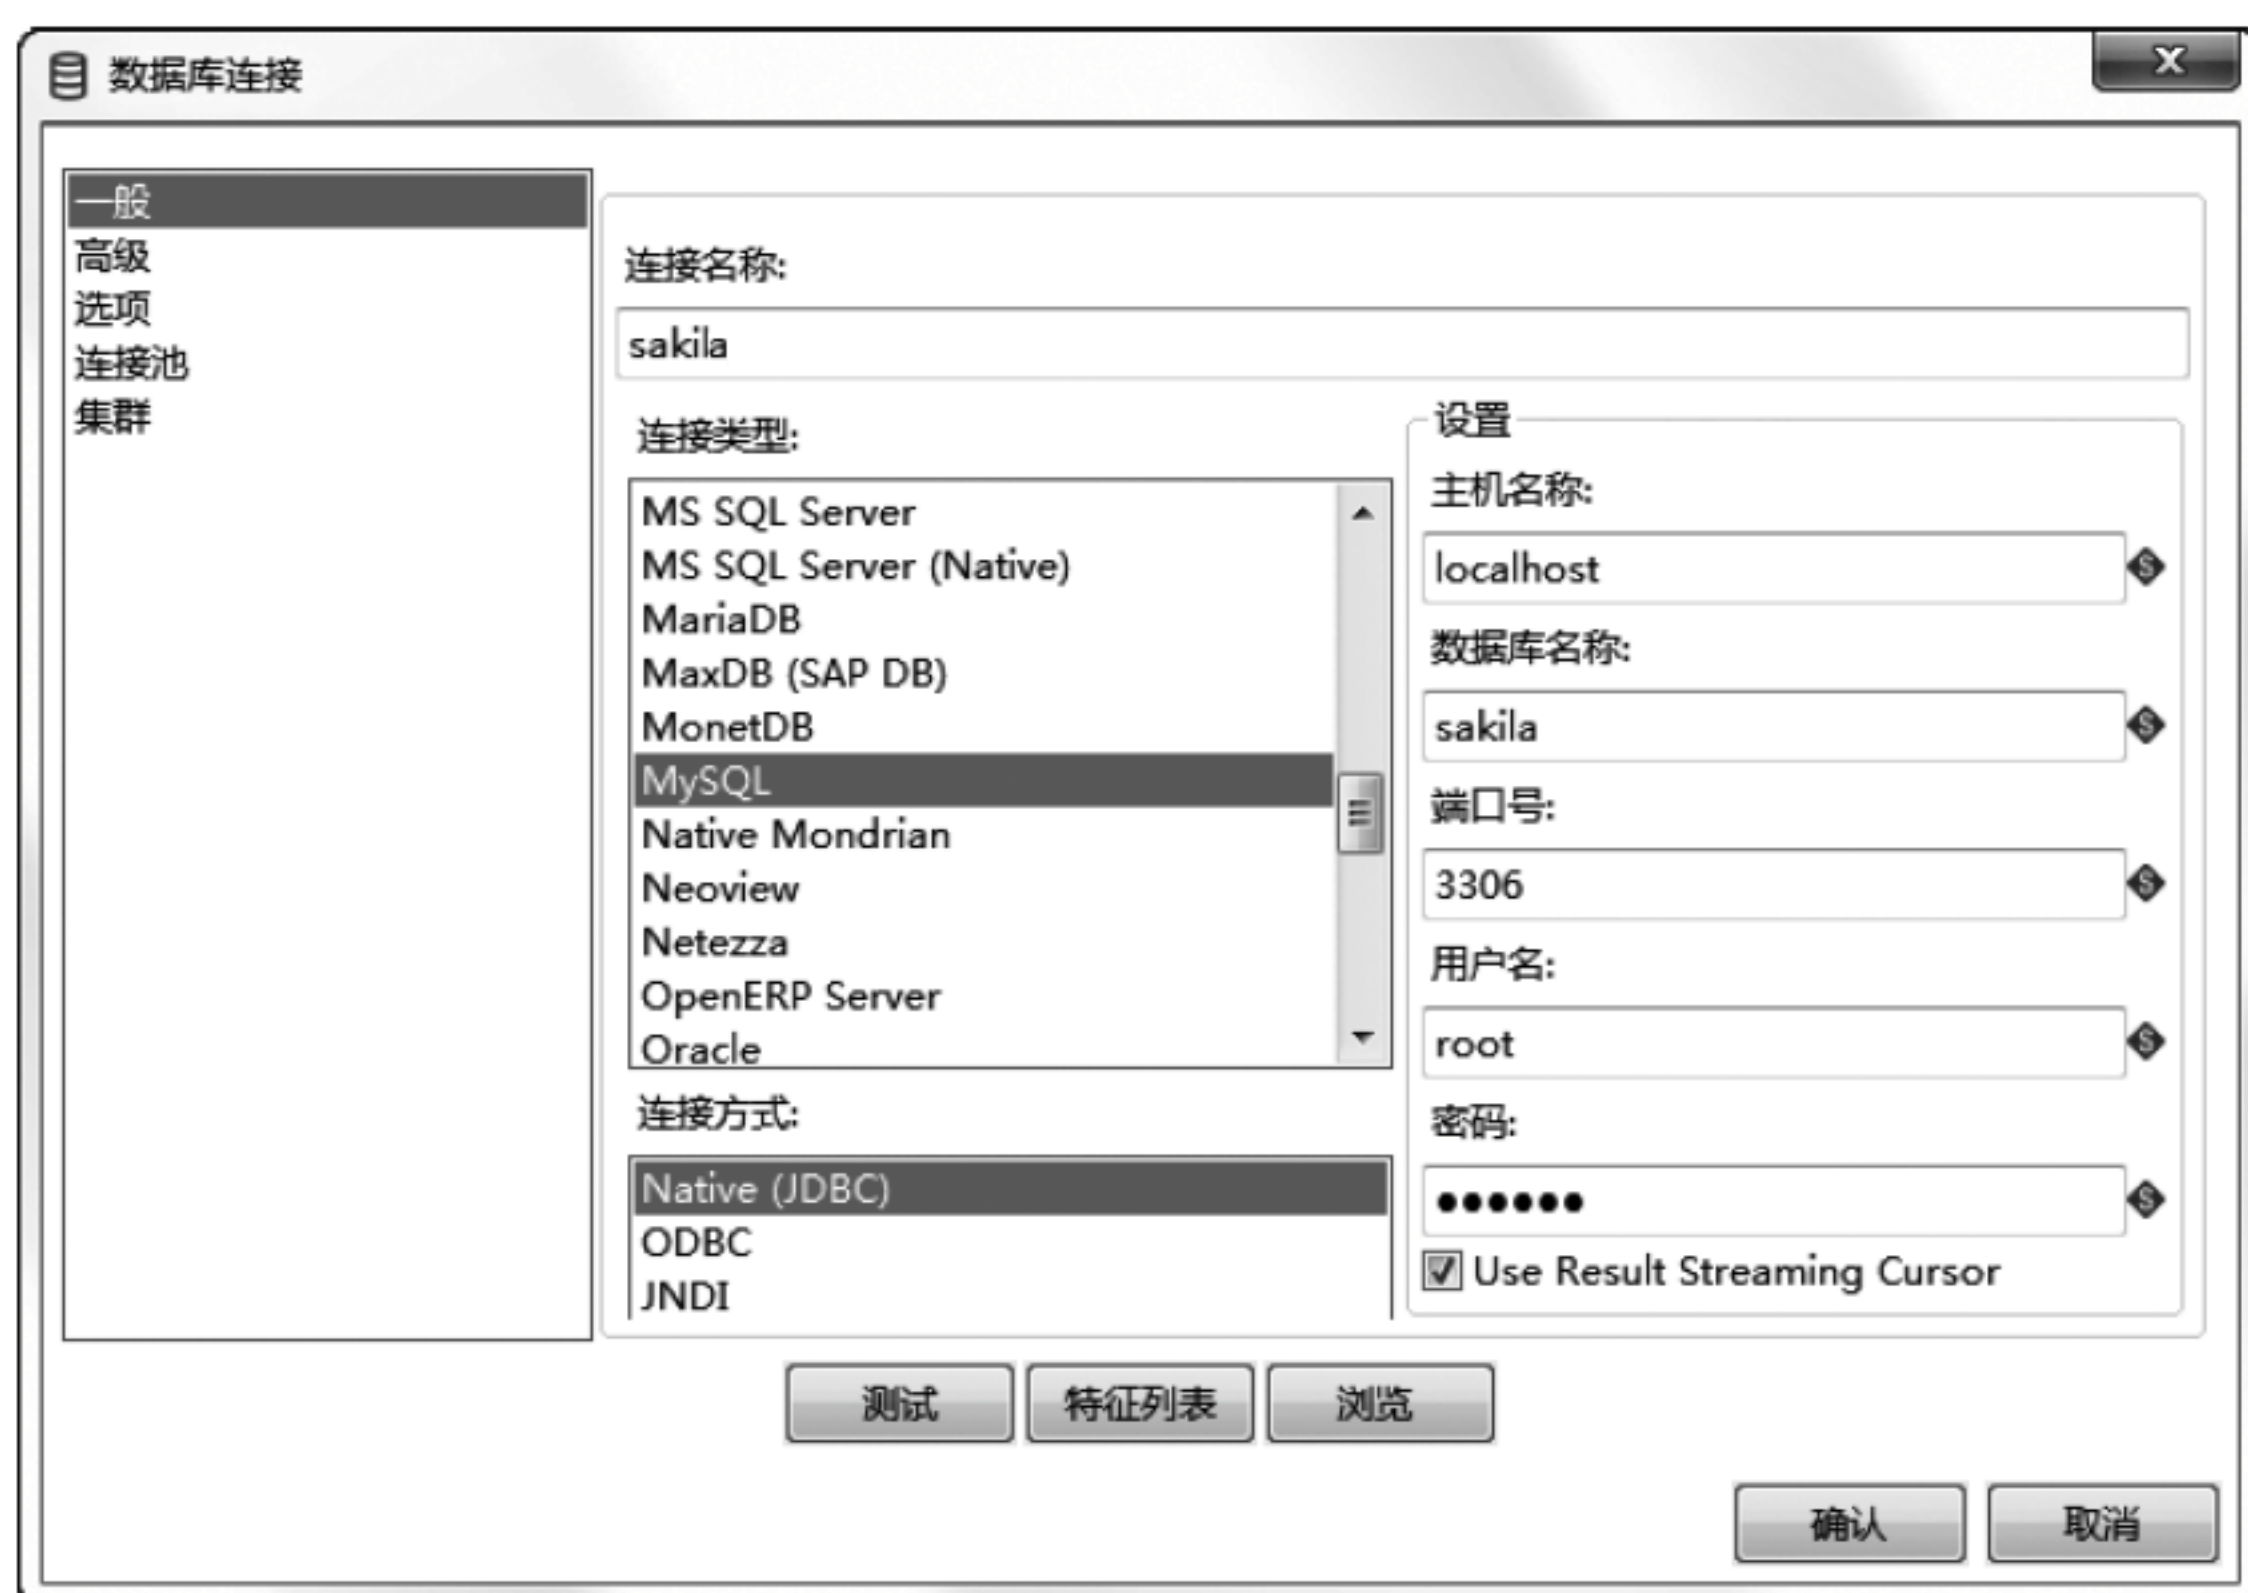 数据库连接
一般
高级
选项
连接池
集群
连接名称:
sakila
连接类型:
MS SQL Server
MS SQL Server (Native)
MariaDB
MaxDB (SAP DB)
MonetDB
MySQL
Native Mondrian
Neoview
Netezza
OpenERP Server
Oracle
连接方式:
Native (JDBC)
ODBC
JNDI
设置
主机名称:
localhost
数据库名称:
sakila
端口号:
3306
用户名:
root
密码:
●●●●●●
Use Result Streaming Cursor
测试 特征列表 浏览
确认 取消